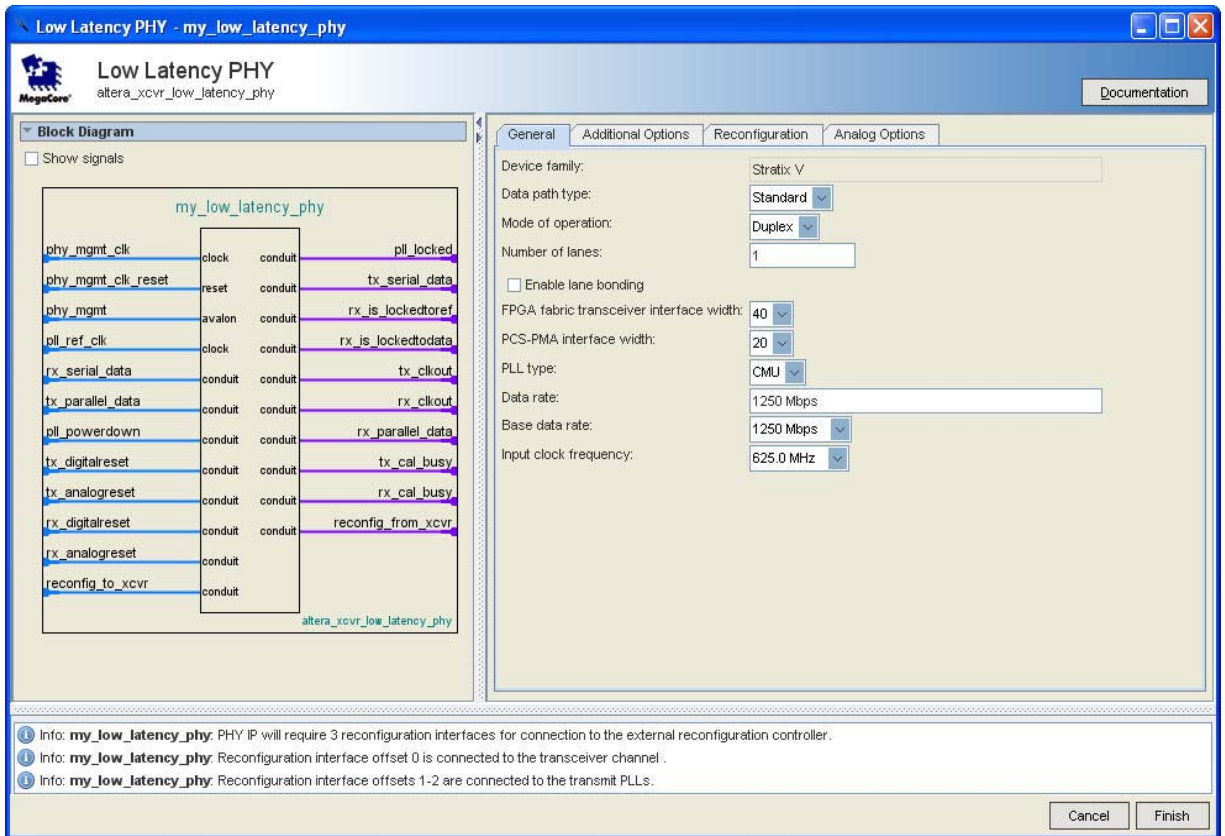 Low Latency PHY - my_low_latency_phy
MegaCore®
Low Latency PHY
altera_xcvr_low_latency_phy
Documentation
Block Diagram
Show signals
my_low_latency_phy
phy_mgmt_clk clock conduit pll_locked
phy_mgmt_clk_reset reset conduit tx_serial_data
phy_mgmt avalon conduit rx_is_lockedtoref
pll_ref_clk clock conduit rx_is_lockedtodata
rx_serial_data conduit conduit tx_clkout
tx_parallel_data conduit conduit rx_clkout
pll_powerdown conduit conduit rx_parallel_data
tx_digitalreset conduit conduit tx_cal_busy
tx_analogreset conduit conduit rx_cal_busy
rx_digitalreset conduit conduit reconfig_from_xcvr
rx_analogreset conduit
reconfig_to_xcvr conduit
altera_xcvr_low_latency_phy
General Additional Options Reconfiguration Analog Options
Device family: Stratix V
Data path type: Standard
Mode of operation: Duplex
Number of lanes: 1
Enable lane bonding
FPGA fabric transceiver interface width: 40
PCS-PMA interface width: 20
PLL type: CMU
Data rate: 1250 Mbps
Base data rate: 1250 Mbps
Input clock frequency: 625.0 MHz
Info: my_low_latency_phy: PHY IP will require 3 reconfiguration interfaces for connection to the external reconfiguration controller.
Info: my_low_latency_phy: Reconfiguration interface offset 0 is connected to the transceiver channel .
Info: my_low_latency_phy: Reconfiguration interface offsets 1-2 are connected to the transmit PLLs.
Cancel Finish